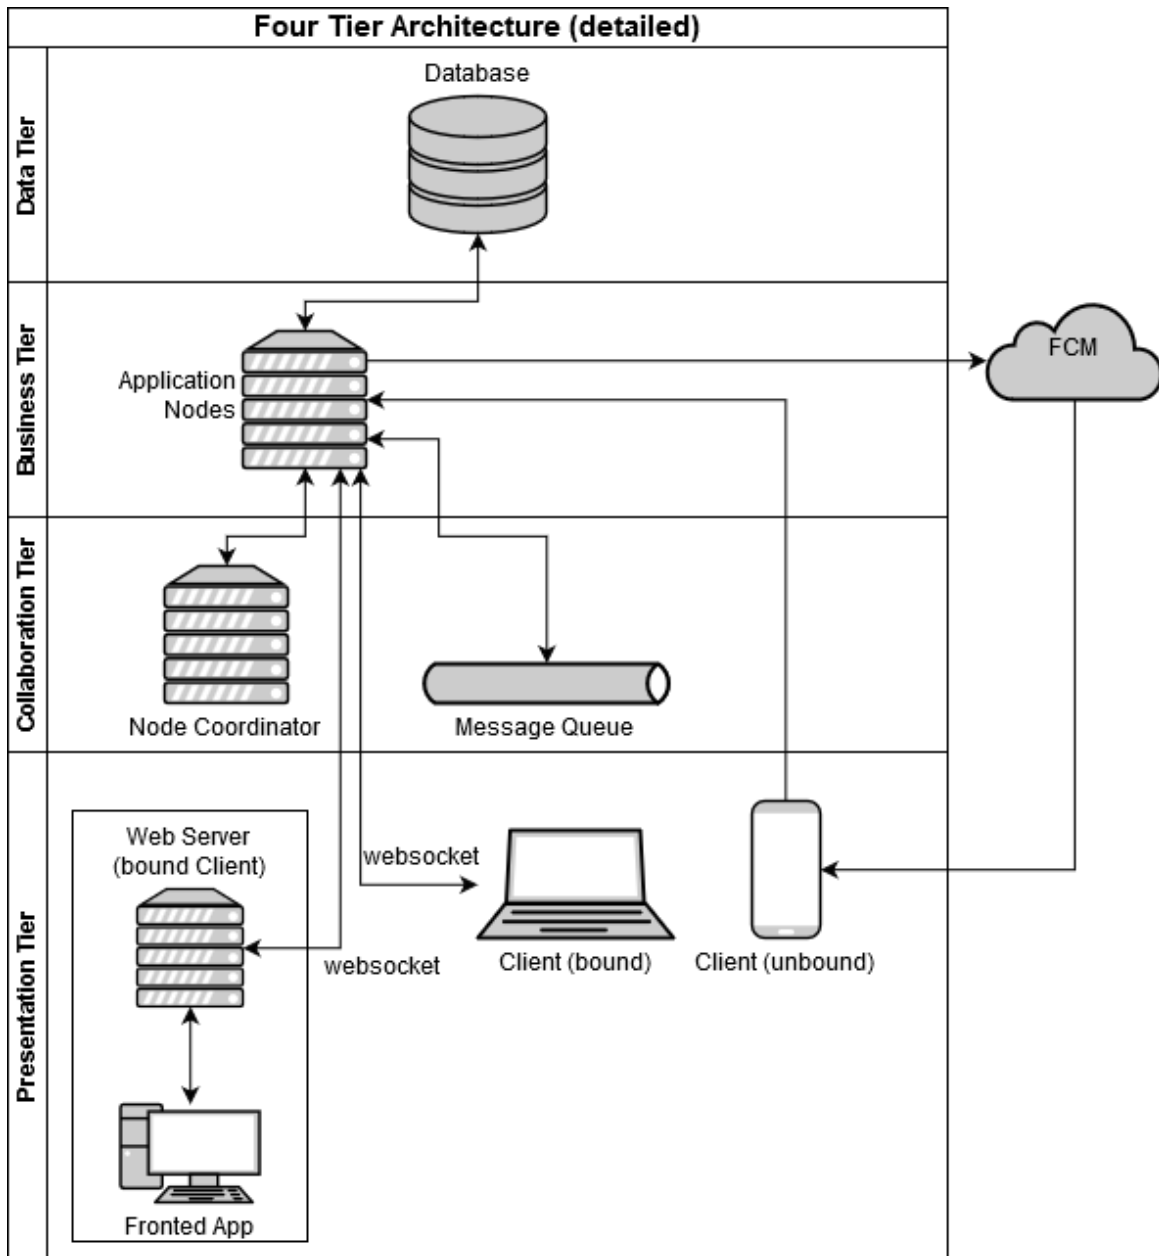 Four Tier Architecture (detailed)
Data Tier
Database
Business Tier
Application
Nodes
FCM
Collaboration Tier
Node Coordinator
Message Queue
Presentation Tier
Web Server
(bound Client)
websocket
websocket
Client (bound)
Client (unbound)
Fronted App